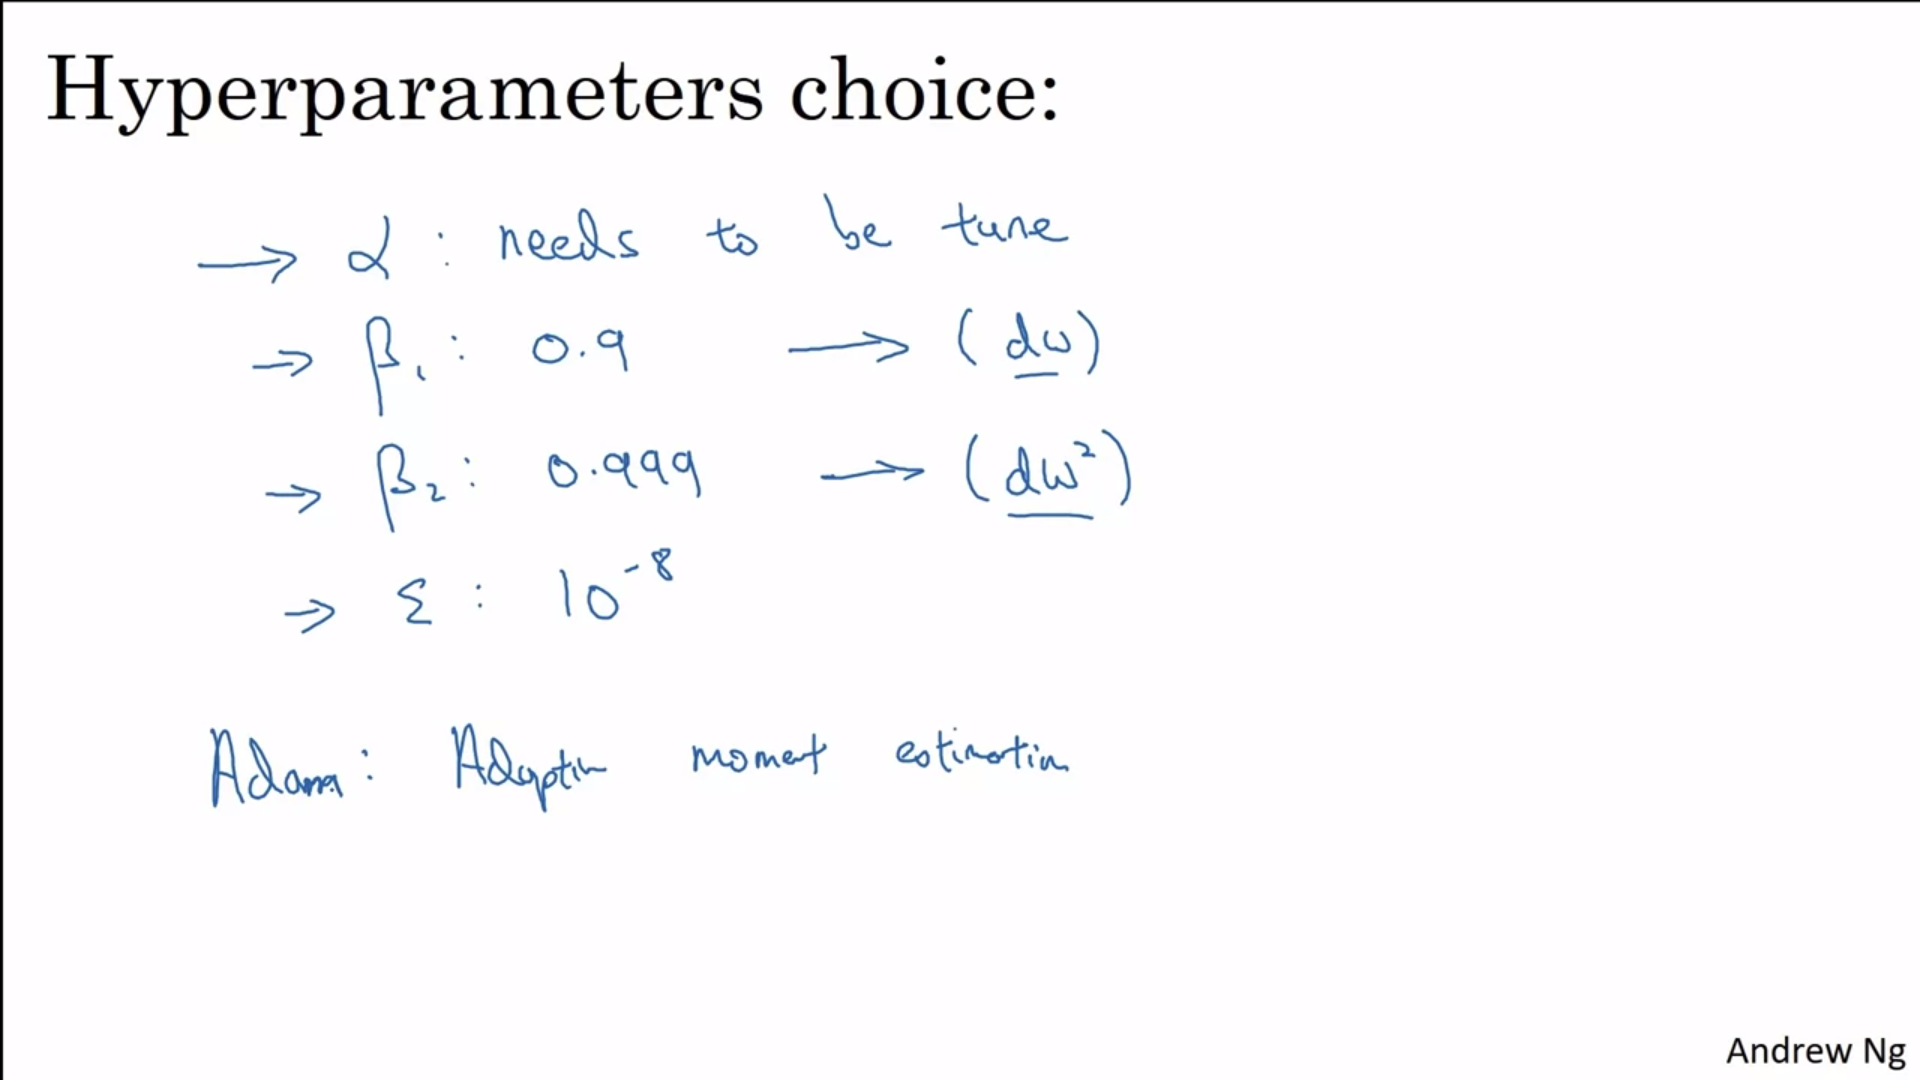 Hyperparameters choice:
→ α : needs to be tune
→ β₁ : 0.9 → (dw)
→ β₂ : 0.999 → (dw²)
→ ε : 10⁻⁸
Adam: Adaptive moment estimation
Andrew Ng